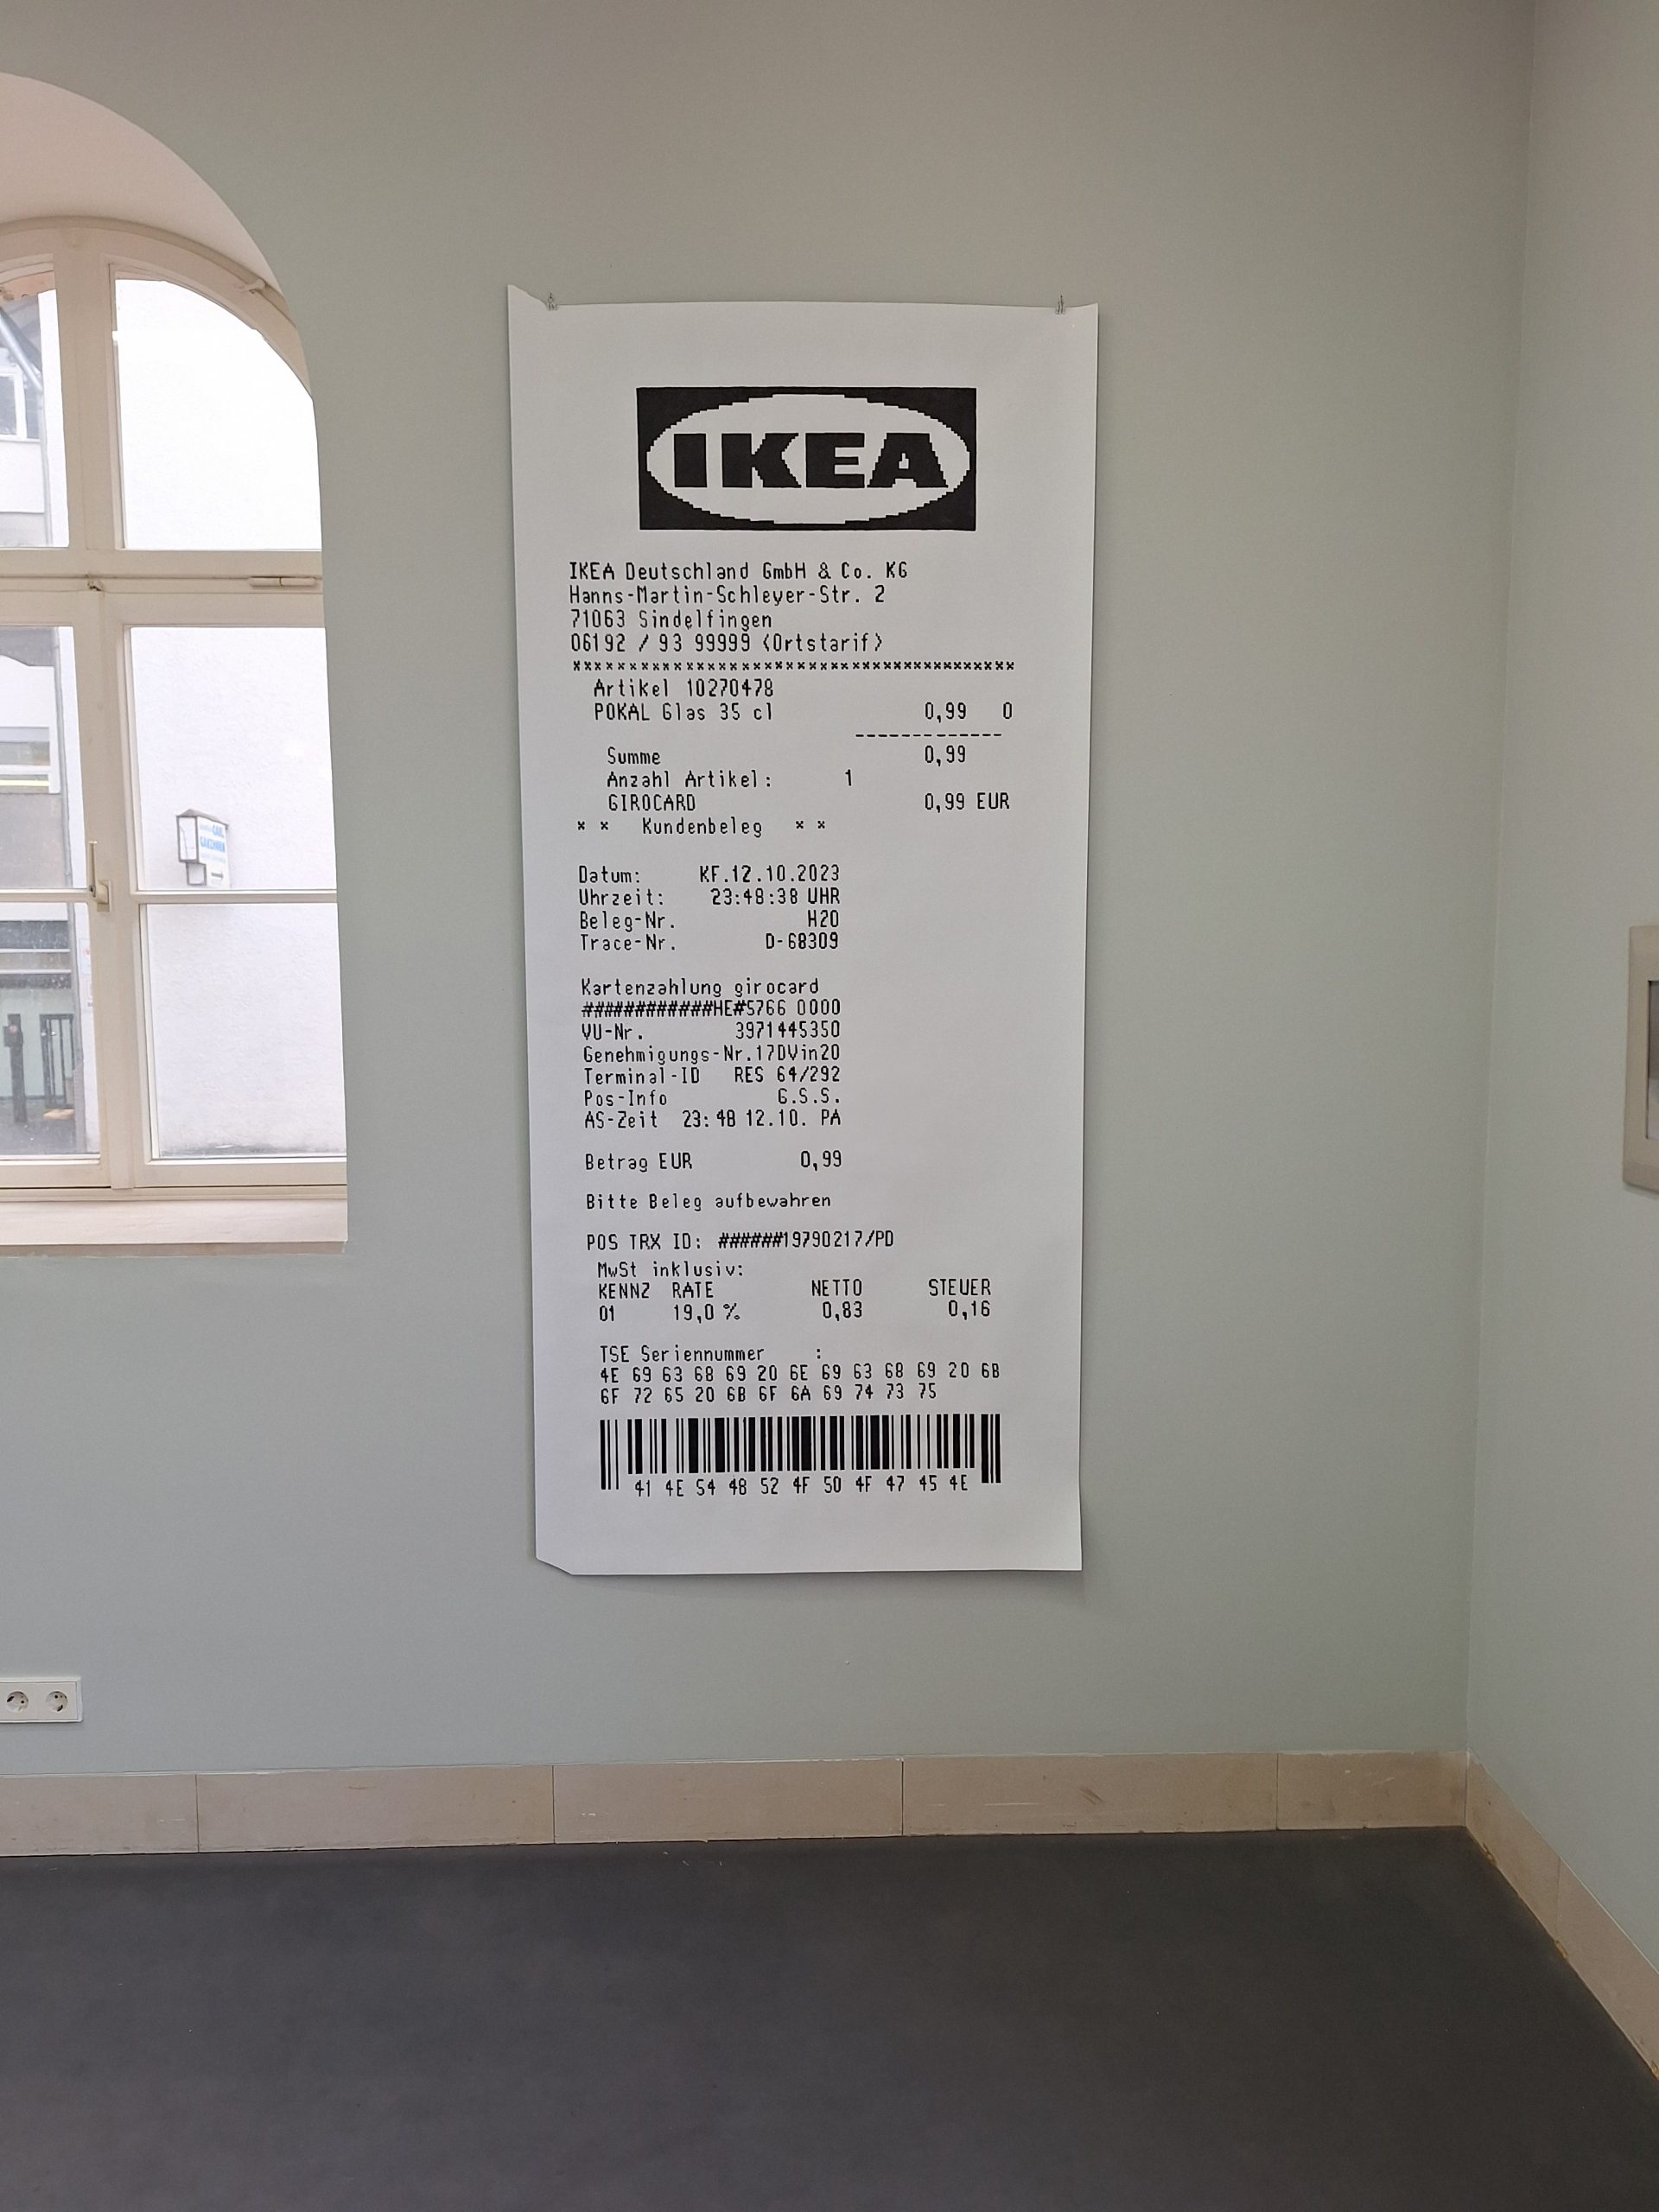 IKEA
IKEA Deutschland GmbH & Co. KG
Hanns-Martin-Schleyer-Str. 2
71063 Sindelfingen
06192 / 93 99999 <Ortstarif>
****************************************
Artikel 10270478
POKAL Glas 35 cl 0,99 0
-------------
Summe 0,99
Anzahl Artikel: 1
GIROCARD 0,99 EUR
* * Kundenbeleg * *
Datum: KF.12.10.2023
Uhrzeit: 23:48:38 UHR
Beleg-Nr. H20
Trace-Nr. D-68309
Kartenzahlung girocard
############HE#5766 0000
VU-Nr. 3971445350
Genehmigungs-Nr.17DVin20
Terminal-ID RES 64/292
Pos-Info G.S.S.
AS-Zeit 23:48 12.10. PA
Betrag EUR 0,99
Bitte Beleg aufbewahren
POS TRX ID: ######19790217/PD
MwSt inklusiv:
KENNZ RATE NETTO STEUER
01 19,0 % 0,83 0,16
TSE Seriennummer :
4E 69 63 68 69 20 6E 69 63 68 69 20 6B
6F 72 65 20 6B 6F 6A 69 74 73 75
41 4E 54 48 52 4F 50 4F 47 45 4E